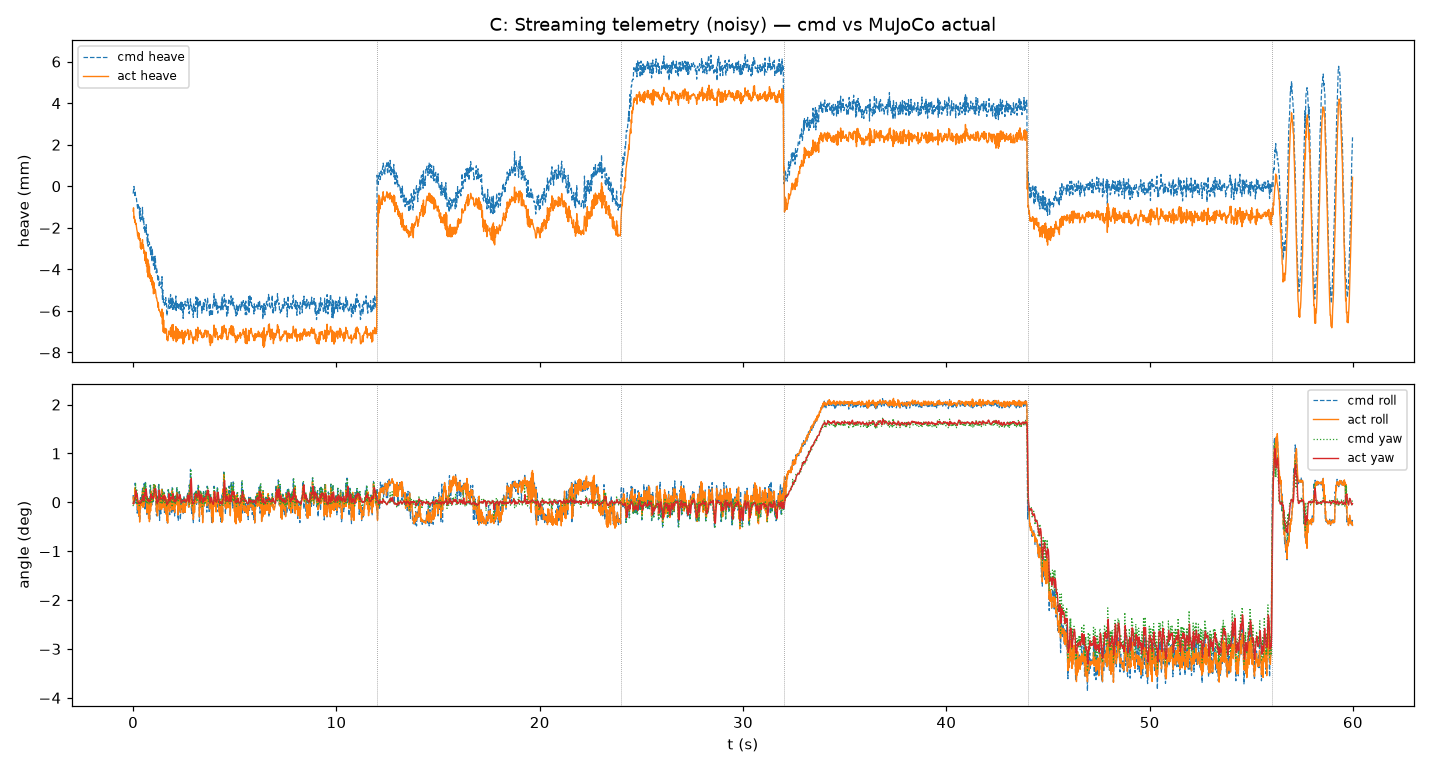 C: Streaming telemetry (noisy) — cmd vs MuJoCo actual
cmd heave
act heave
heave (mm)
6
4
2
0
−2
−4
−6
−8
cmd roll
act roll
cmd yaw
act yaw
angle (deg)
2
1
0
−1
−2
−3
−4
0 10 20 30 40 50 60
t (s)